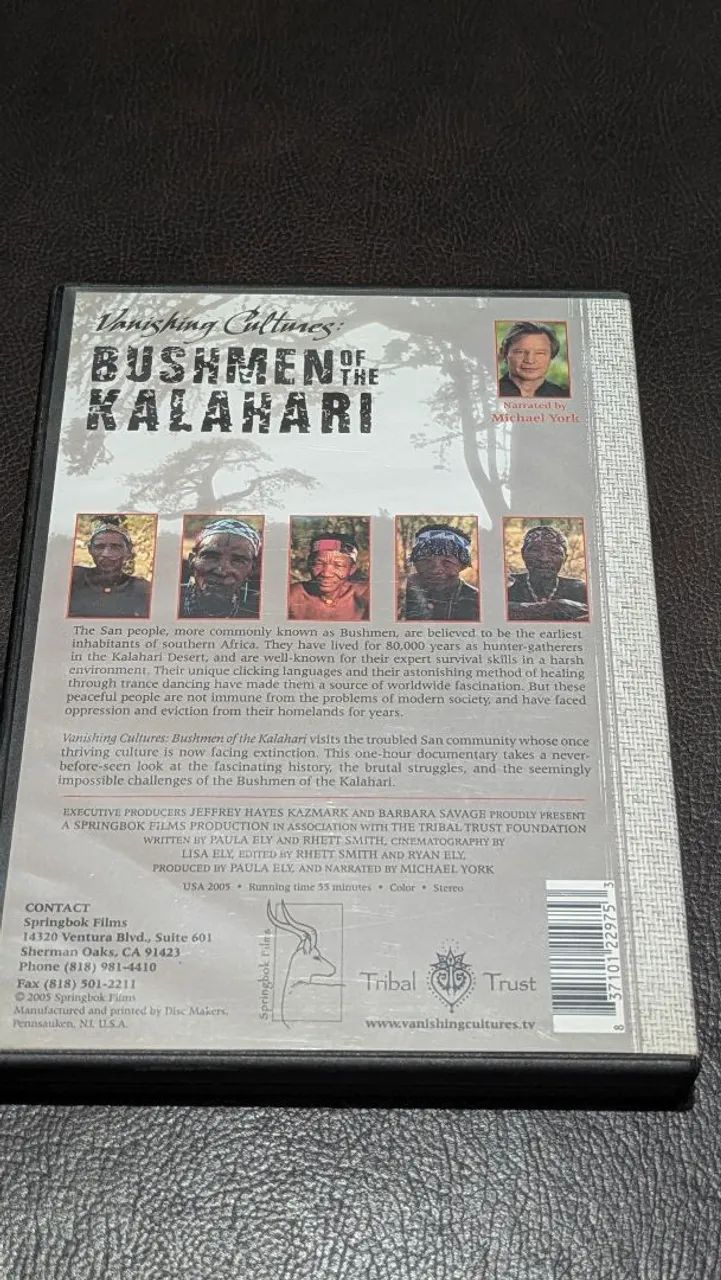 Vanishing Cultures:
BUSHMEN OF THE
KALAHARI
Narrated by
Michael York
The San people, more commonly known as Bushmen, are believed to be the earliest
inhabitants of southern Africa. They have lived for 80,000 years as hunter-gatherers
in the Kalahari Desert, and are well-known for their expert survival skills in a harsh
environment. Their unique clicking languages and their astonishing method of healing
through trance dancing have made them a source of worldwide fascination. But these
peaceful people are not immune from the problems of modern society, and have faced
oppression and eviction from their homelands for years.
Vanishing Cultures: Bushmen of the Kalahari visits the troubled San community whose once
thriving culture is now facing extinction. This one-hour documentary takes a never-
before-seen look at the fascinating history, the brutal struggles, and the seemingly
impossible challenges of the Bushmen of the Kalahari.
EXECUTIVE PRODUCERS JEFFREY HAYES KAZMARK AND BARBARA SAVAGE PROUDLY PRESENT
A SPRINGBOK FILMS PRODUCTION IN ASSOCIATION WITH THE TRIBAL TRUST FOUNDATION
WRITTEN BY PAULA ELY AND RHETT SMITH, CINEMATOGRAPHY BY
LISA ELY, EDITED BY RHETT SMITH AND RYAN ELY,
PRODUCED BY PAULA ELY, AND NARRATED BY MICHAEL YORK
USA 2005 • Running time 55 minutes • Color • Stereo
CONTACT
Springbok Films
14320 Ventura Blvd., Suite 601
Sherman Oaks, CA 91423
Phone (818) 981-4410
Fax (818) 501-2211
© 2005 Springbok Films
Manufactured and printed by Disc Makers,
Pennsauken, NJ, U.S.A.
Springbok Films
Tribal Trust
www.vanishingcultures.tv
8 37101 22975 3